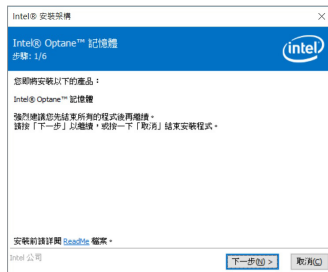 Intel® 安裝架構
Intel® Optane™ 記憶體
步驟: 1/6
intel
您即將安裝以下的產品：
Intel® Optane™ 記憶體
強烈建議您先結束所有的程式後再繼續。
請按「下一步」以繼續，或按一下「取消」結束安裝程式。
安裝前請詳閱 ReadMe 檔案。
Intel 公司
下一步(N) >
取消(C)